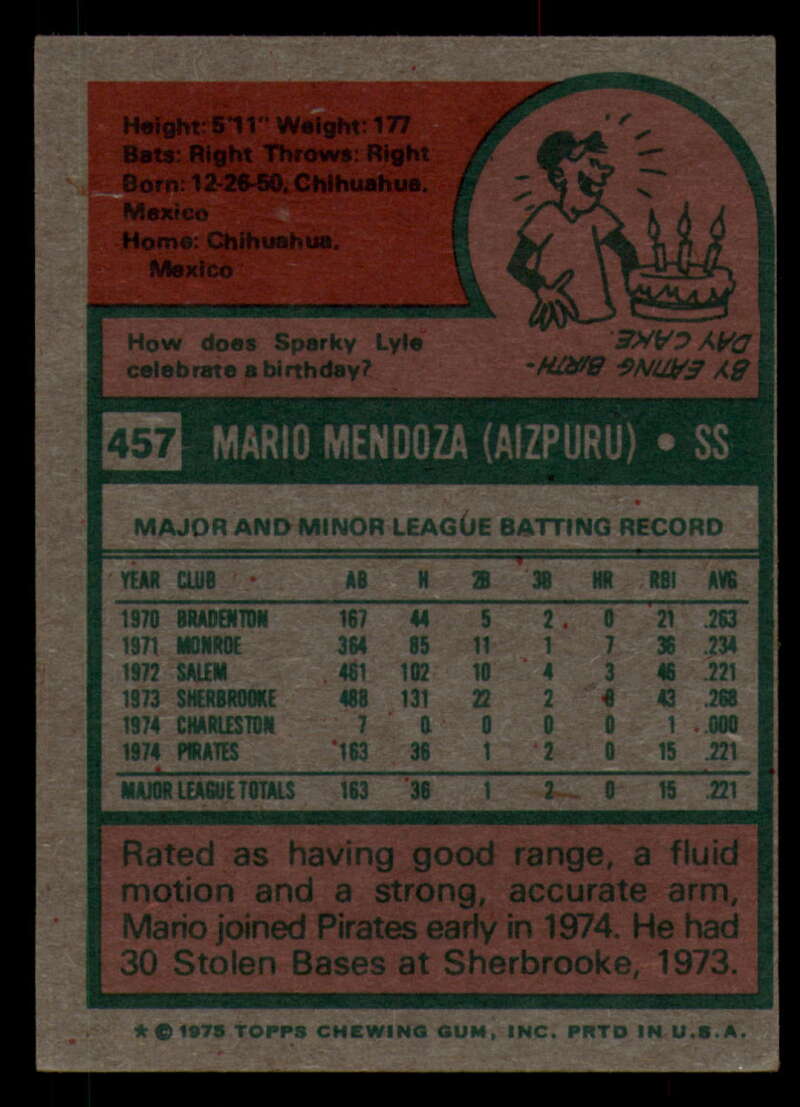 Height: 5'11" Weight: 177
Bats: Right Throws: Right
Born: 12-26-50, Chihuahua,
Mexico
Home: Chihuahua,
Mexico
How does Sparky Lyle
celebrate a birthday?
BY EATING BIRTH-
DAY CAKE.
457 MARIO MENDOZA (AIZPURU) • SS
MAJOR AND MINOR LEAGUE BATTING RECORD
YEAR CLUB AB H 2B 3B HR RBI AVG
1970 BRADENTON 167 44 5 2 0 21 .263
1971 MONROE 364 85 11 1 7 36 .234
1972 SALEM 461 102 10 4 3 46 .221
1973 SHERBROOKE 488 131 22 2 43 .268
1974 CHARLESTON 7 0 0 0 0 1 .000
1974 PIRATES 163 36 1 2 0 15 .221
MAJOR LEAGUE TOTALS 163 36 1 2 0 15 .221
Rated as having good range, a fluid
motion and a strong, accurate arm,
Mario joined Pirates early in 1974. He had
30 Stolen Bases at Sherbrooke, 1973.
* © 1975 TOPPS CHEWING GUM, INC. PRTD IN U.S.A.